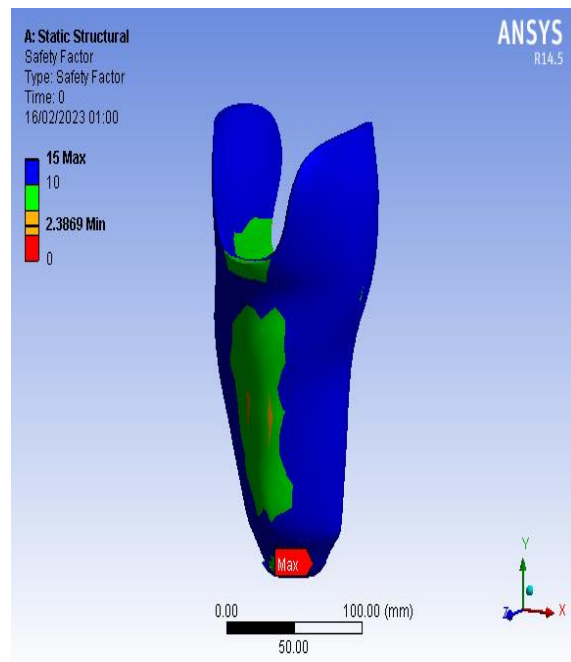 A: Static Structural
Safety Factor
Type: Safety Factor
Time: 0
16/02/2023 01:00
ANSYS
R14.5
15 Max
10
2.3869 Min
0
Max
Y
Z
X
0.00
100.00 (mm)
50.00